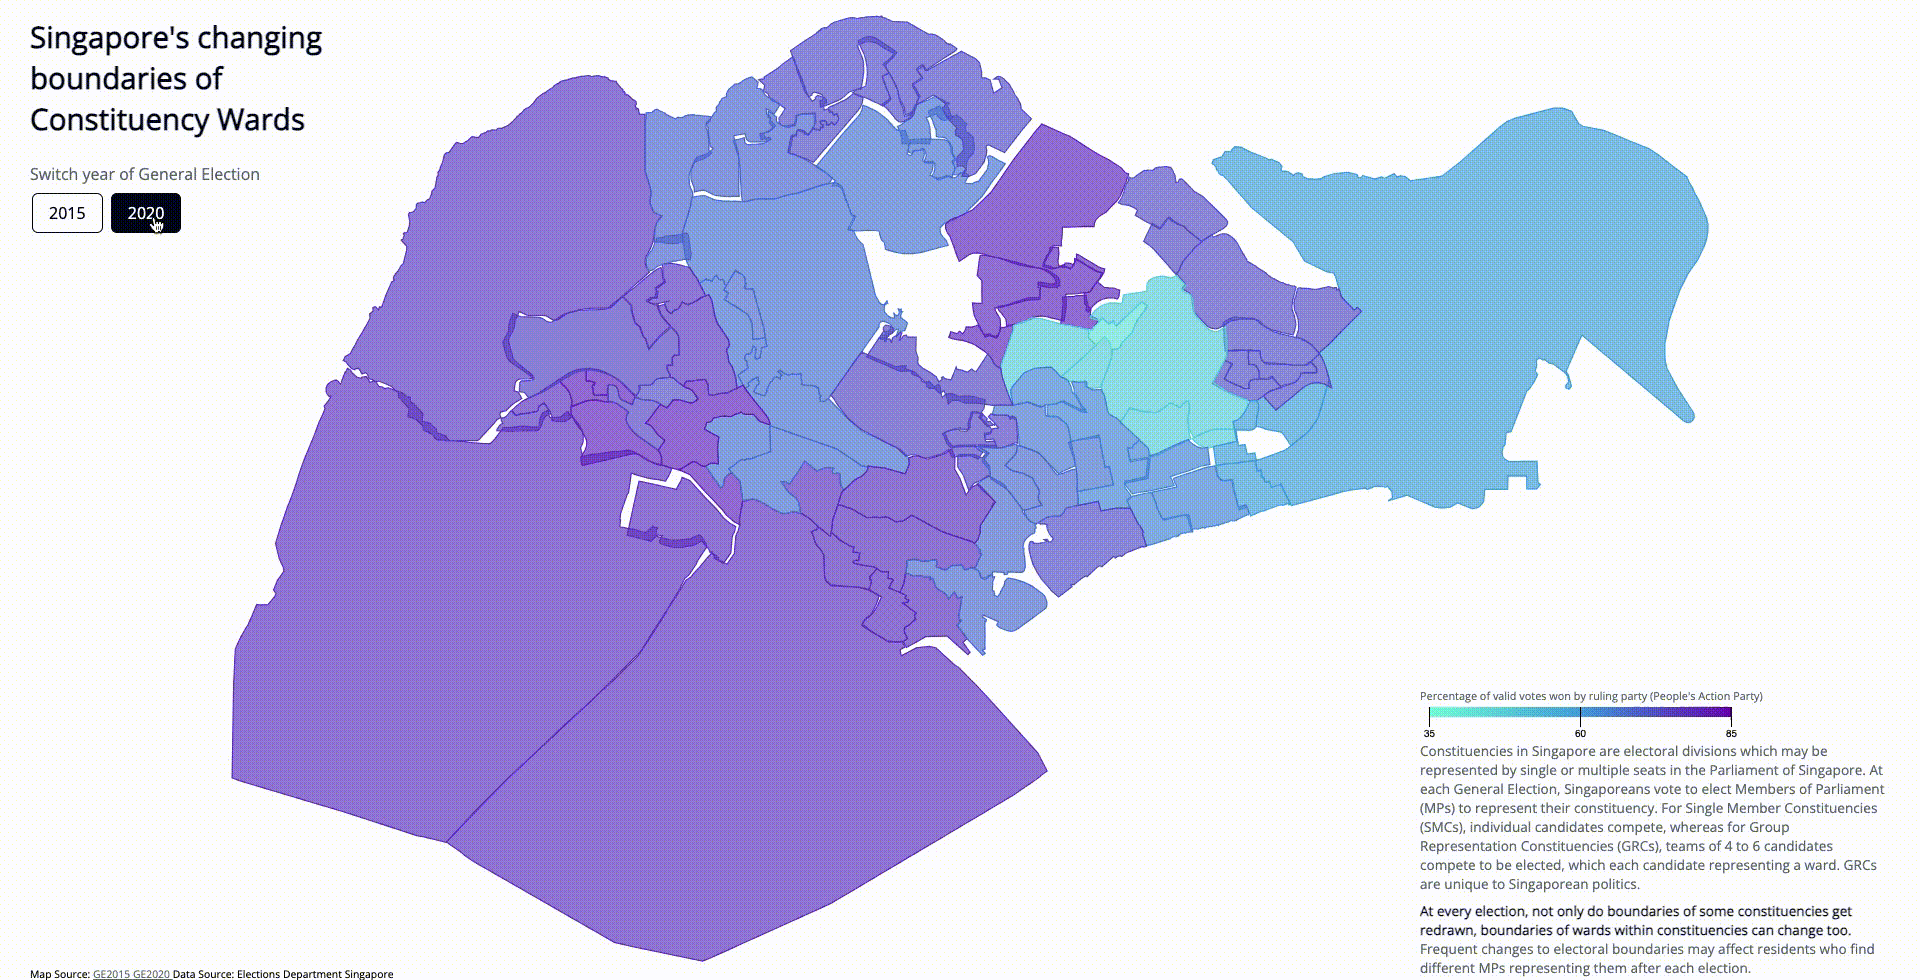 Singapore's changing
boundaries of
Constituency Wards
Switch year of General Election
2015 2020
Percentage of valid votes won by ruling party (People's Action Party)
35 60 85
Constituencies in Singapore are electoral divisions which may be
represented by single or multiple seats in the Parliament of Singapore. At
each General Election, Singaporeans vote to elect Members of Parliament
(MPs) to represent their constituency. For Single Member Constituencies
(SMCs), individual candidates compete, whereas for Group
Representation Constituencies (GRCs), teams of 4 to 6 candidates
compete to be elected, which each candidate representing a ward. GRCs
are unique to Singaporean politics.
At every election, not only do boundaries of some constituencies get
redrawn, boundaries of wards within constituencies can change too.
Frequent changes to electoral boundaries may affect residents who find
different MPs representing them after each election.
Map Source: GE2015 GE2020 Data Source: Elections Department Singapore